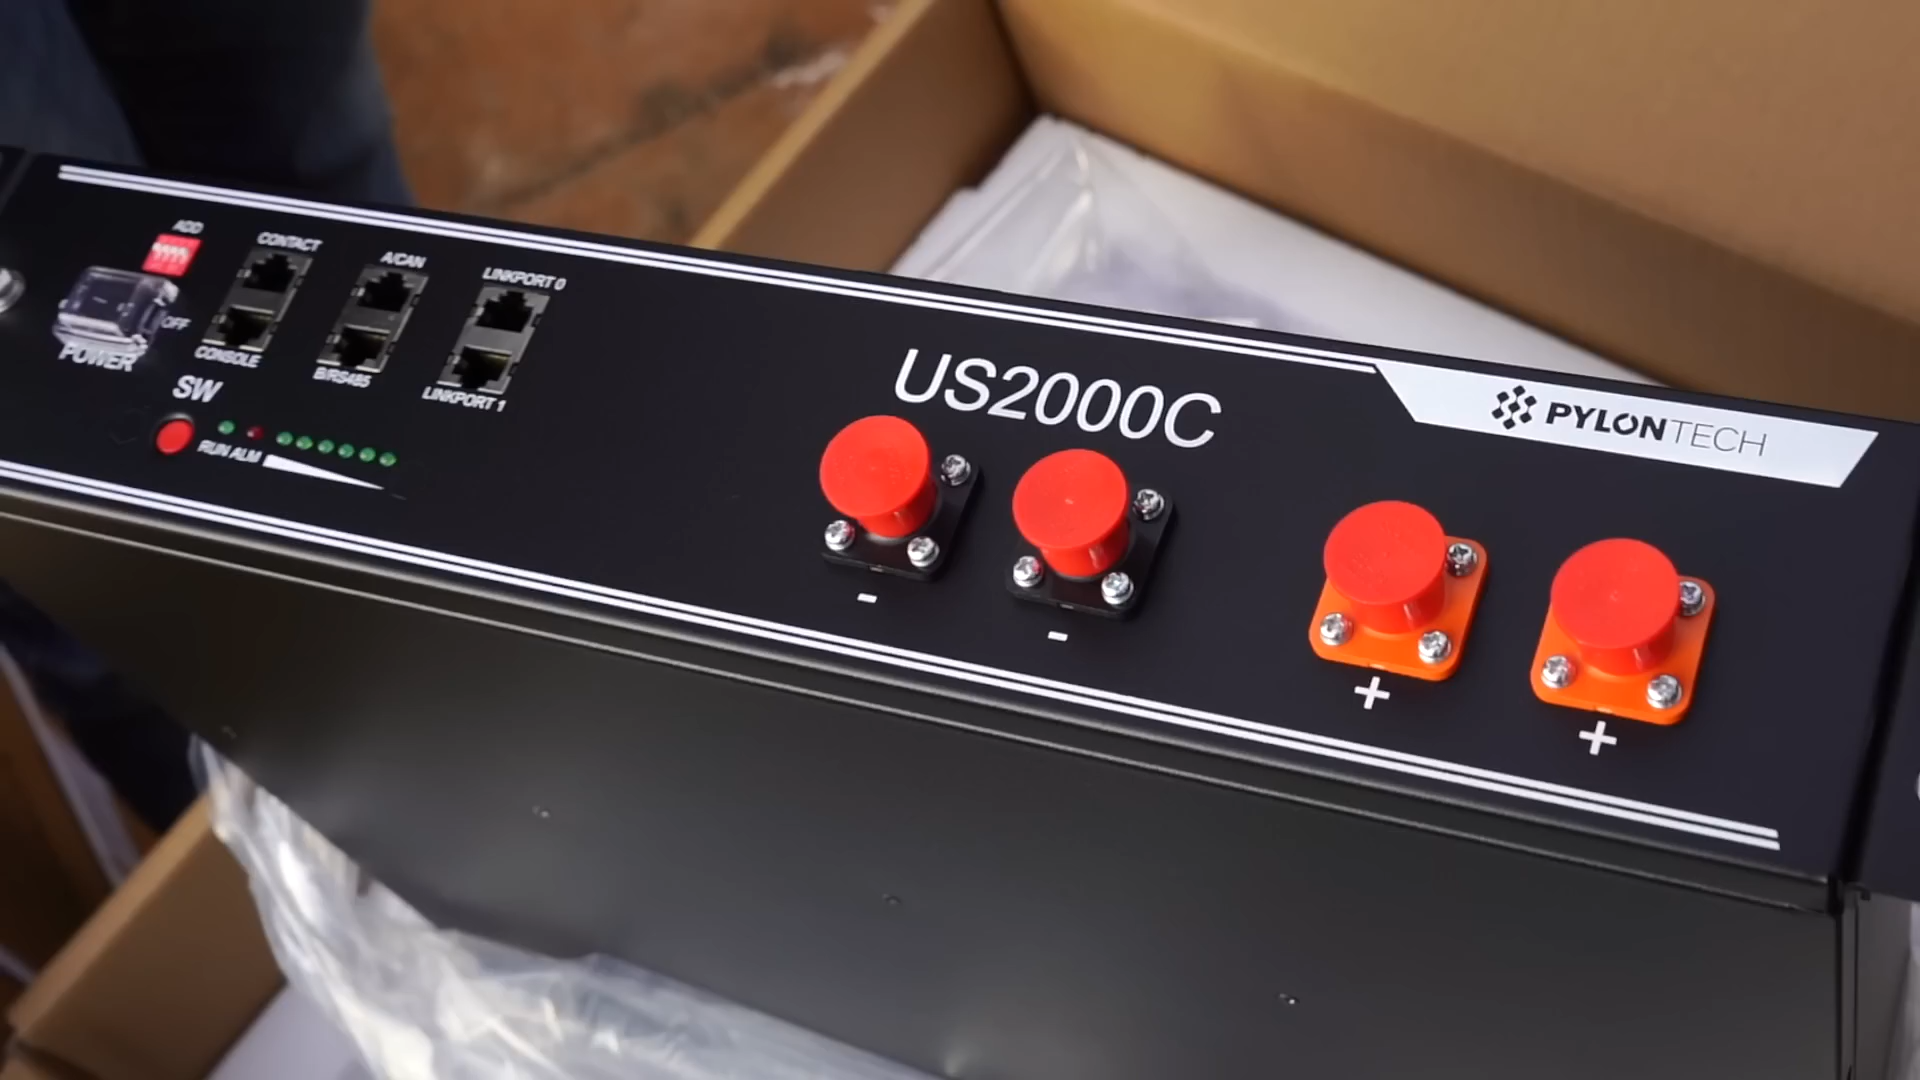 ADD
CONTACT
A/CAN
LINKPORT 0
OFF
POWER
CONSOLE
B/RS485
LINKPORT 1
SW
RUN ALM
US2000C
PYLONTECH
- -
+ +